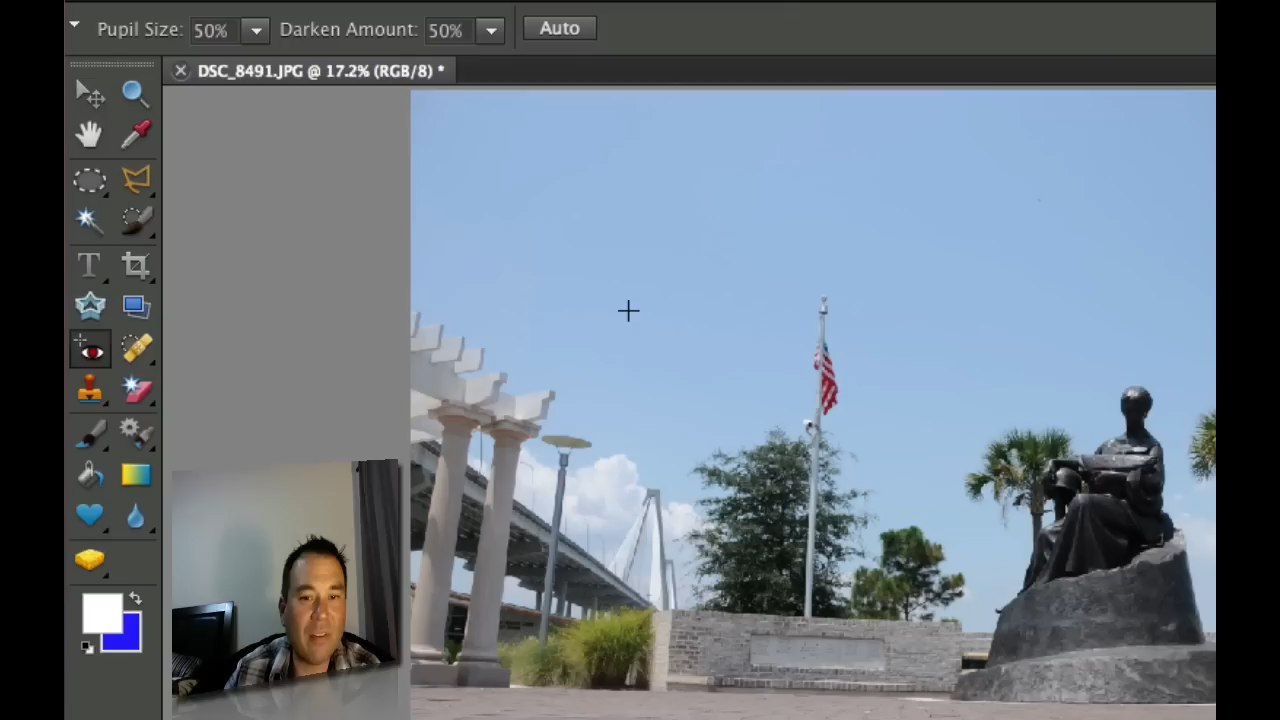 Pupil Size: 50% Darken Amount: 50% Auto
DSC_8491.JPG @ 17.2% (RGB/8) *
T